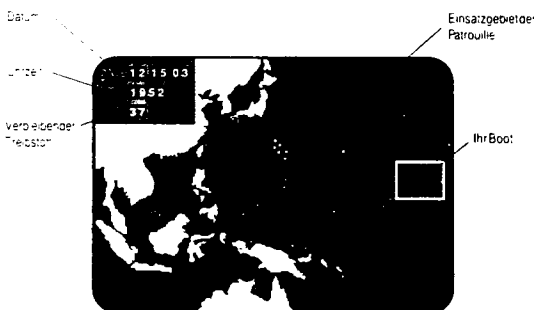 Datum
Einsatzgebiet der
Patrouille
Uhrzeit
12 15 03
1952
37
Verbleibender
Treibstoff
Ihr Boot